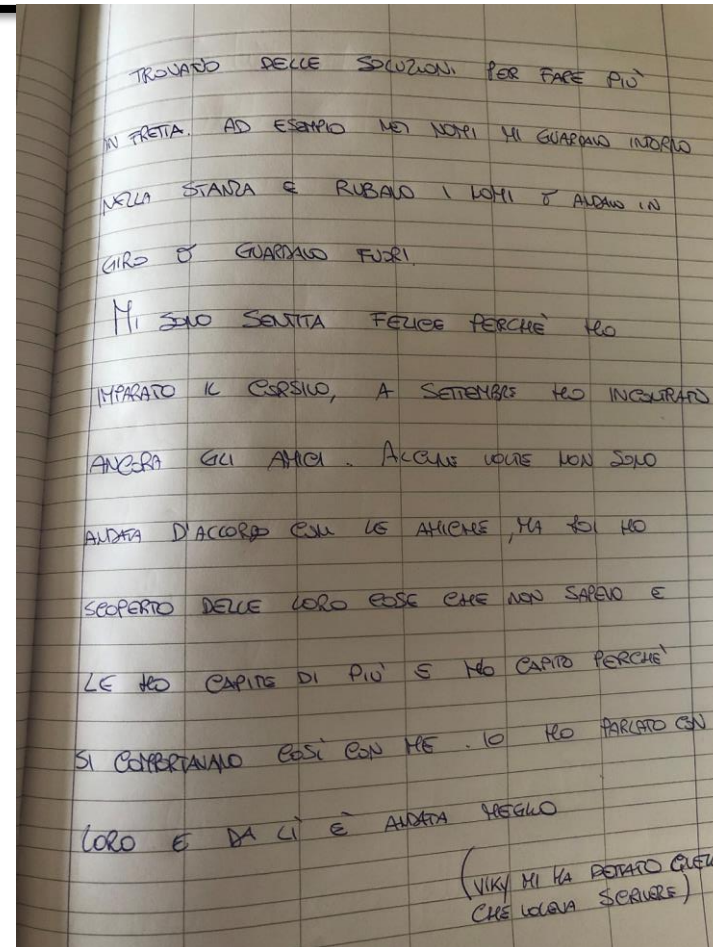 TROVATO DELLE SOLUZIONI PER FARE PIÙ
IN FRETTA. AD ESEMPIO NEI NOMI MI GUARDAVO INTORNO
NELLA STANZA E RUBAVO I NOMI O ANDAVO IN
GIRO O GUARDAVO FUORI.
MI SONO SENTITA FELICE PERCHÈ HO
IMPARATO IL CORSIVO, A SETTEMBRE HO INCONTRATO
ANCORA GLI AMICI. ALCUNE VOLTE NON SONO
ANDATA D'ACCORDO CON LE AMICHE, MA POI HO
SCOPERTO DELLE LORO COSE CHE NON SAPEVO E
LE HO CAPITE DI PIÙ E HO CAPITO PERCHÈ
SI COMPORTAVANO COSÌ CON ME. IO HO PARLATO CON
LORO E DA LÌ È ANDATA MEGLIO
(VIKY MI HA DETATO
CHE VOLEVA SCRIVERE)